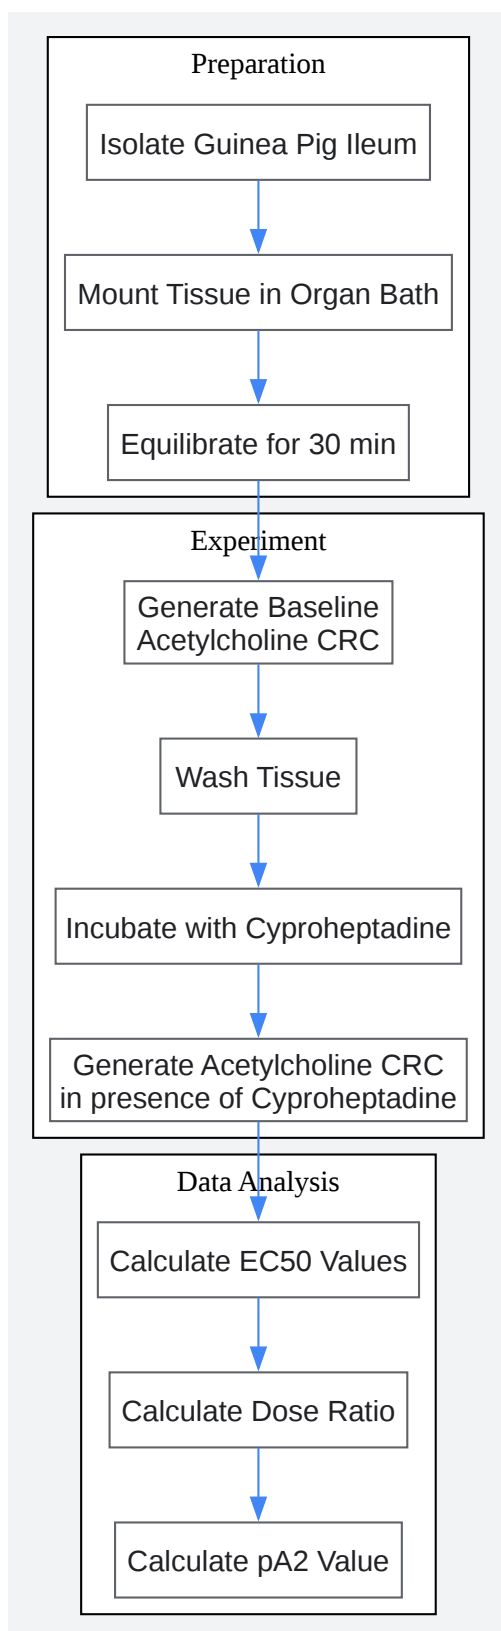 Preparation
Isolate Guinea Pig Ileum
Mount Tissue in Organ Bath
Equilibrate for 30 min
Experiment
Generate Baseline
Acetylcholine CRC
Wash Tissue
Incubate with Cyproheptadine
Generate Acetylcholine CRC
in presence of Cyproheptadine
Data Analysis
Calculate EC50 Values
Calculate Dose Ratio
Calculate pA2 Value